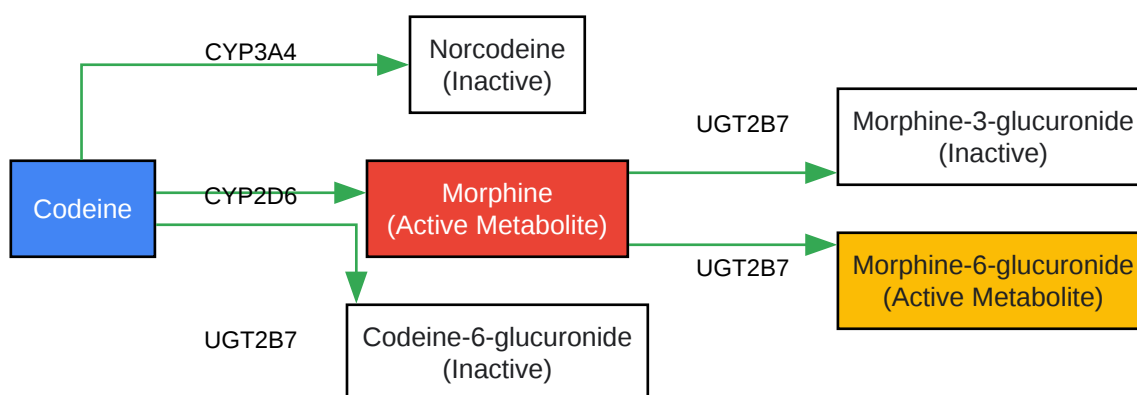 CYP3A4
Norcodeine
(Inactive)
UGT2B7
Morphine-3-glucuronide
(Inactive)
Codeine
CYP2D6
Morphine
(Active Metabolite)
UGT2B7
Morphine-6-glucuronide
(Active Metabolite)
UGT2B7
Codeine-6-glucuronide
(Inactive)